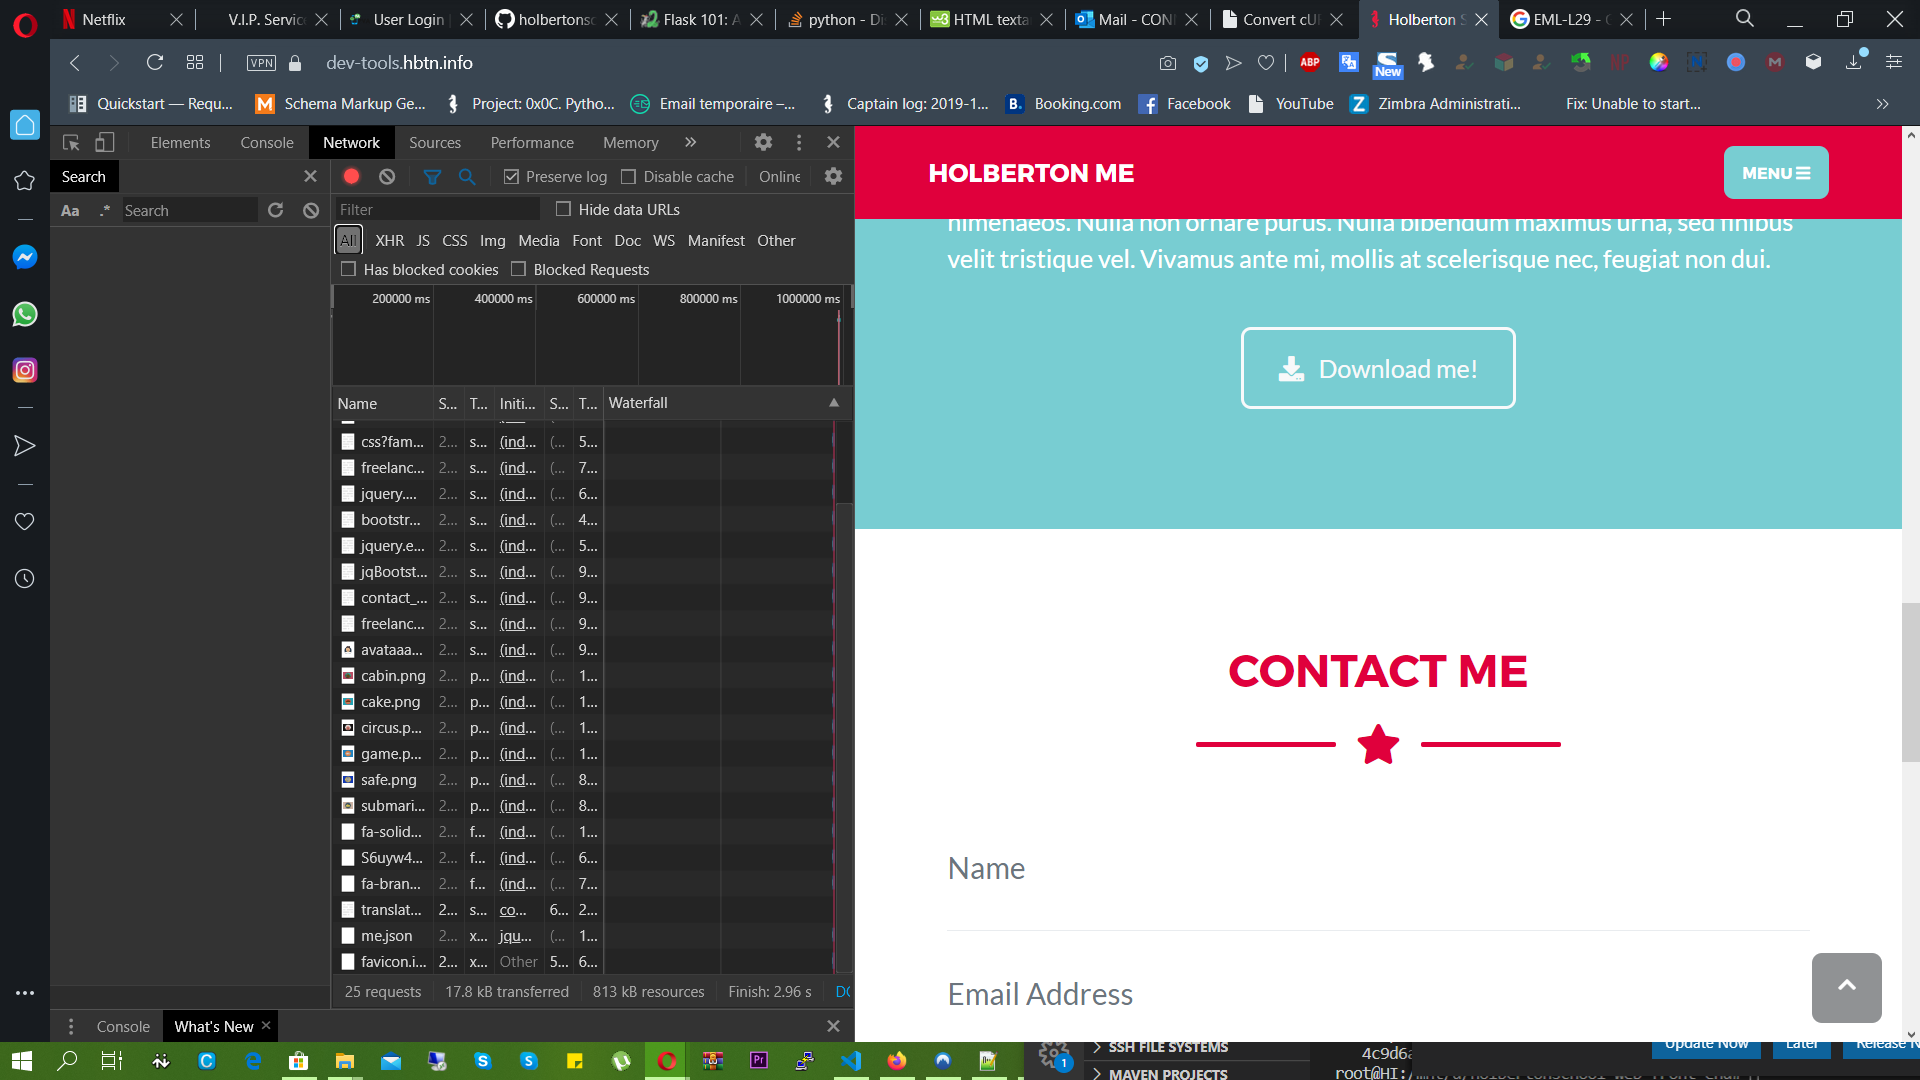 Netflix
V.I.P. Servic
User Login
holbertons
Flask 101: A
python - Di
HTML texta
Mail - CON
Convert cU
Holberton S
EML-L29 - G
VPN
dev-tools.hbtn.info
ABP
New
Quickstart — Requ...
Schema Markup Ge...
Project: 0x0C. Pytho...
Email temporaire –...
Captain log: 2019-1...
Booking.com
Facebook
YouTube
Zimbra Administrati...
Fix: Unable to start...
Elements
Console
Network
Sources
Performance
Memory
Search
Preserve log
Disable cache
Online
Aa .* Search
Filter
Hide data URLs
All XHR JS CSS Img Media Font Doc WS Manifest Other
Has blocked cookies
Blocked Requests
200000 ms 400000 ms 600000 ms 800000 ms 1000000 ms
Name S... T... Initi... S... T... Waterfall
css?fam... 2... s... (ind... (... 5...
freelanc... 2... s... (ind... (... 7...
jquery.... 2... s... (ind... (... 6...
bootstr... 2... s... (ind... (... 4...
jquery.e... 2... s... (ind... (... 5...
jqBootst... 2... s... (ind... (... 9...
contact_... 2... s... (ind... (... 9...
freelanc... 2... s... (ind... (... 9...
avataaa... 2... s... (ind... (... 9...
cabin.png 2... p... (ind... (... 1...
cake.png 2... p... (ind... (... 1...
circus.p... 2... p... (ind... (... 1...
game.p... 2... p... (ind... (... 1...
safe.png 2... p... (ind... (... 8...
submari... 2... p... (ind... (... 8...
fa-solid... 2... f... (ind... (... 1...
S6uyw4... 2... f... (ind... (... 6...
fa-bran... 2... f... (ind... (... 7...
translat... 2... s... co... 6... 2...
me.json 2... x... jqu... (... 1...
favicon.i... 2... x... Other 5... 6...
25 requests
17.8 kB transferred
813 kB resources
Finish: 2.96 s
Console
What's New
HOLBERTON ME
MENU
himenaeos. Nulla non ornare purus. Nulla bibendum maximus urna, sed finibus
velit tristique vel. Vivamus ante mi, mollis at scelerisque nec, feugiat non dui.
Download me!
CONTACT ME
Name
Email Address
SSH FILE SYSTEMS
MAVEN PROJECTS
4c9d6a
Update Now
Later
Release N
1